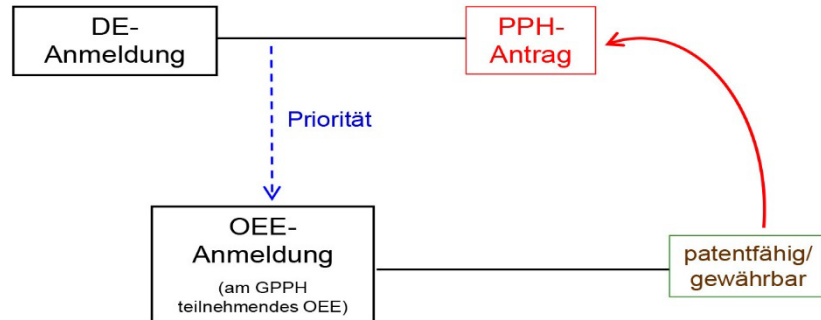 DE-
Anmeldung
PPH-
Antrag
Priorität
OEE-
Anmeldung
(am GPPH
teilnehmendes OEE)
patentfähig/
gewährbar